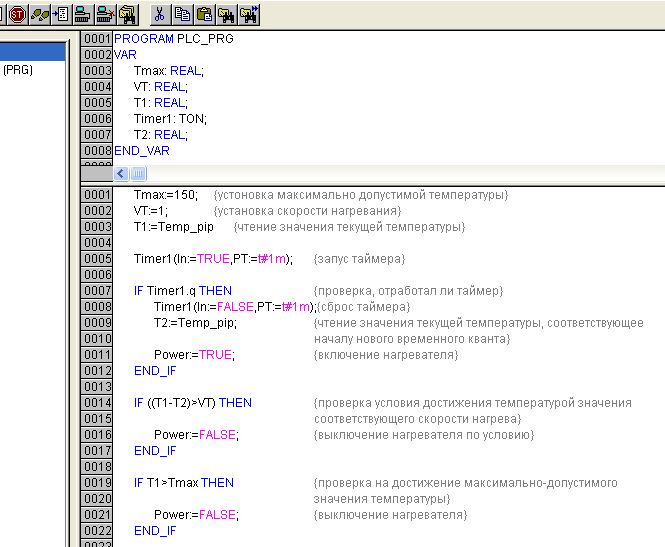 (PRG)
0001 PROGRAM PLC_PRG
0002 VAR
0003 Tmax: REAL;
0004 VT: REAL;
0005 T1: REAL;
0006 Timer1: TON;
0007 T2: REAL;
0008 END_VAR
0001 Tmax:=150; {устоновка максимально допустимой температуры}
0002 VT:=1; {установка скорости нагревания}
0003 T1:=Temp_pip {чтение значения текущей температуры}
0004
0005 Timer1(In:=TRUE,PT:=t#1m); {запус таймера}
0006
0007 IF Timer1.q THEN {проверка, отработал ли таймер}
0008 Timer1(In:=FALSE,PT:=t#1m);{сброс таймера}
0009 T2:=Temp_pip; {чтение значения текущей температуры, соответствующее
0010 началу нового временного кванта}
0011 Power:=TRUE; {включение нагревателя}
0012 END_IF
0013
0014 IF ((T1-T2)>VT) THEN {проверка условия достижения температурой значения
0015 соответствующего скорости нагрева}
0016 Power:=FALSE; {выключение нагревателя по условию}
0017 END_IF
0018
0019 IF T1>Tmax THEN {проверка на достижение максимально-допустимого
0020 значения температуры}
0021 Power:=FALSE; {выключение нагревателя}
0022 END_IF